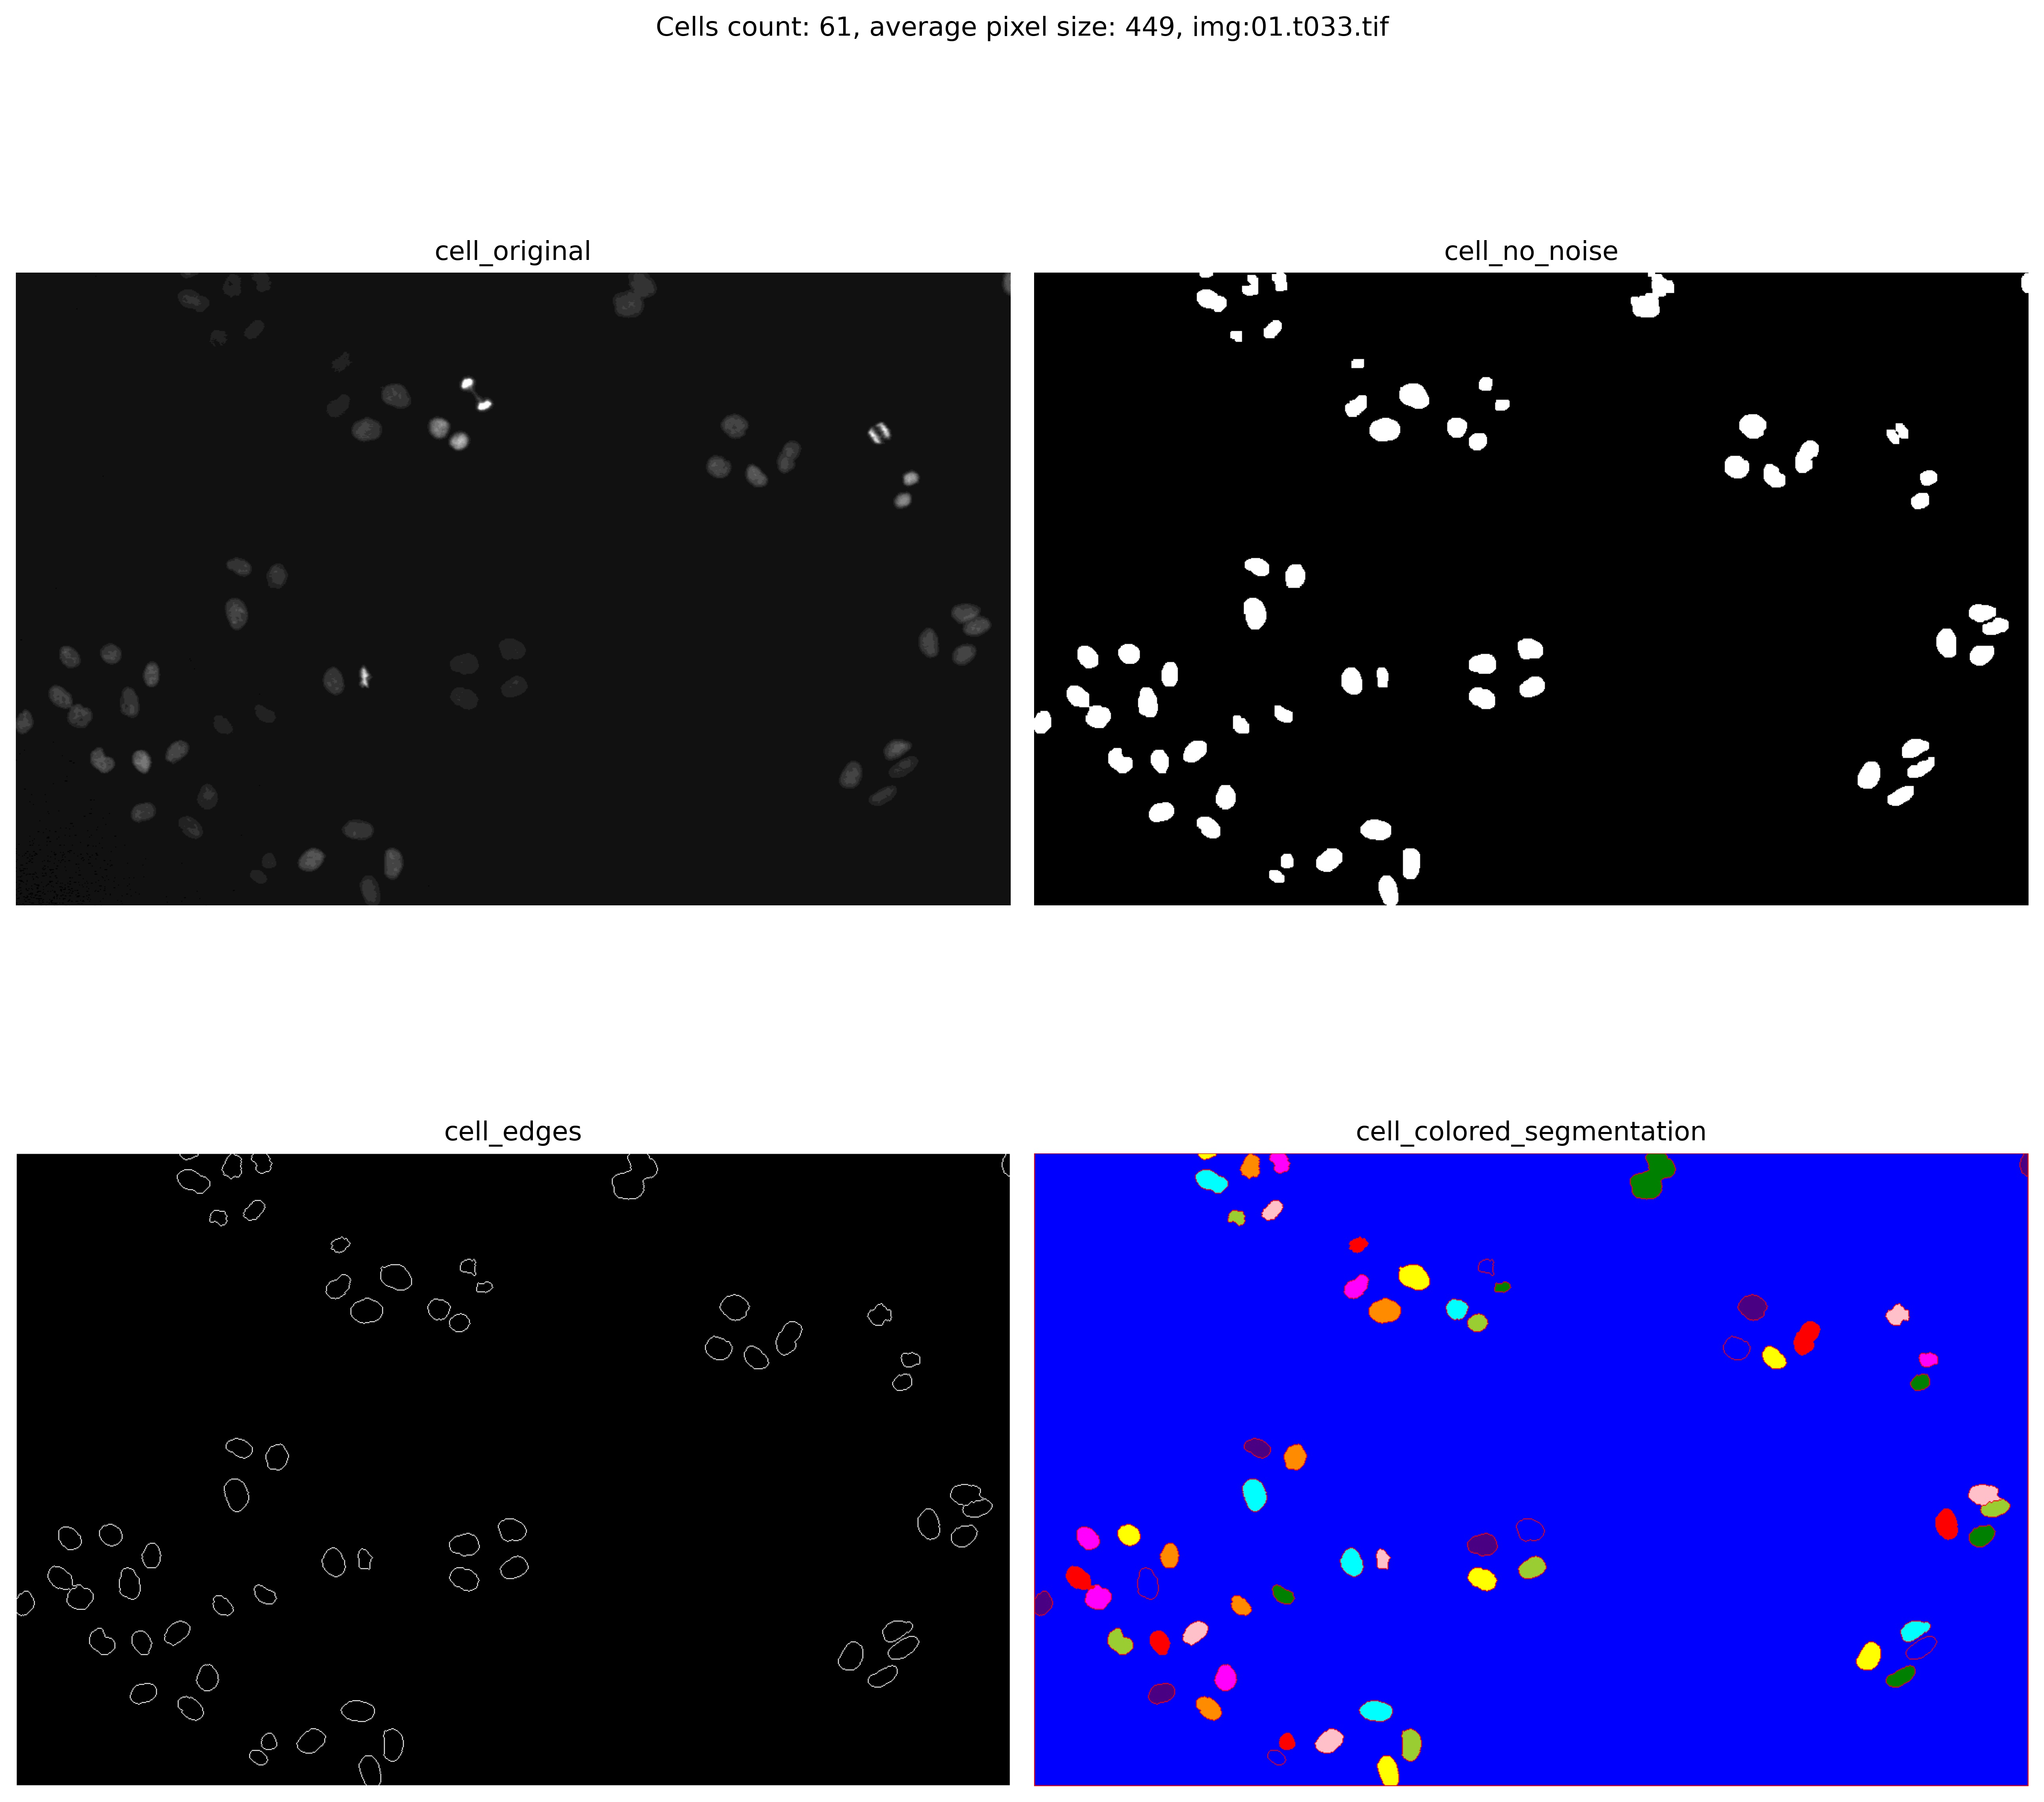 Cells count: 61, average pixel size: 449, img:01.t033.tif
cell_original
cell_no_noise
cell_edges
cell_colored_segmentation